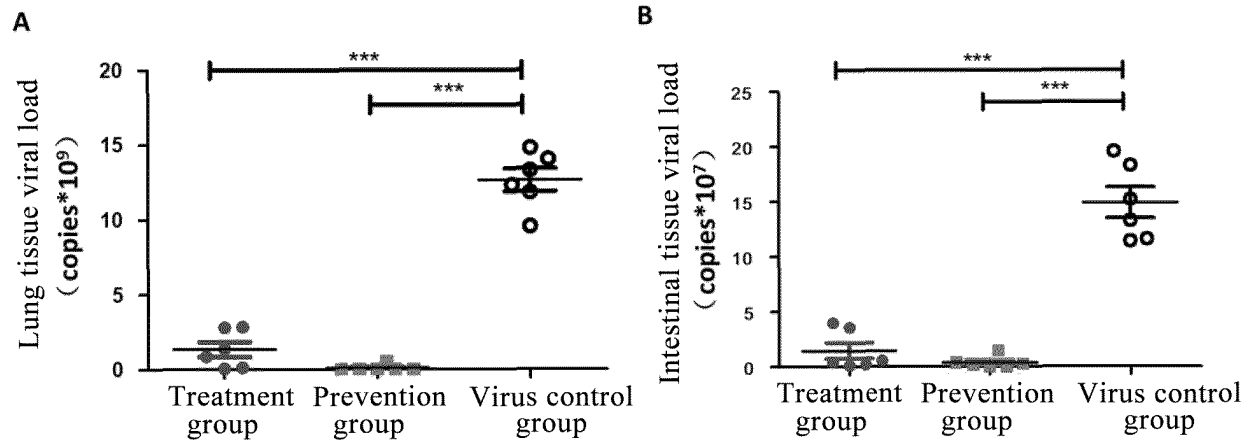 A
Lung tissue viral load
(copies*10⁹)
20
15
10
5
0
***
***
Treatment group
Prevention group
Virus control group
B
Intestinal tissue viral load
(copies*10⁷)
25
20
15
10
5
0
***
***
Treatment group
Prevention group
Virus control group